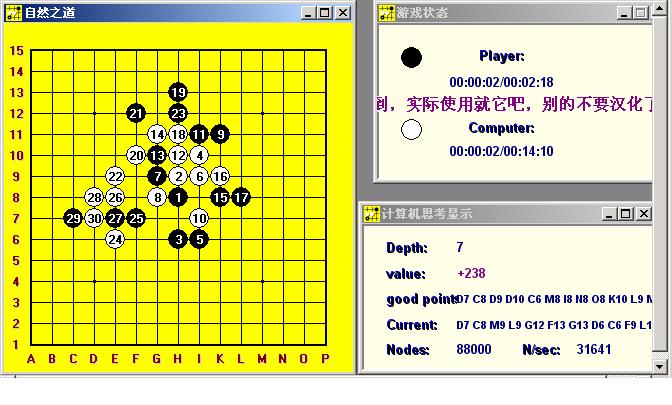 自然之道
15
14
13
19
12
21 23
11
14 18 11 9
10
20 13 12 4
9
22 7 2 6 16
8
28 26 8 1 15 17
7
29 30 27 25 10
6
24 3 5
5
4
3
2
1
A B C D E F G H I J K L M N O P
游戏状态
Player:
00:00:02/00:02:18
到，实际使用就它吧，别的不要汉化了
Computer:
00:00:02/00:14:10
计算机思考显示
Depth: 7
value: +238
good points D7 C8 D9 D10 C6 M8 I8 N8 O8 K10 L9 M
Current: D7 C8 M9 L9 G12 F13 G13 D6 C6 F9 L1
Nodes: 88000 N/sec: 31641